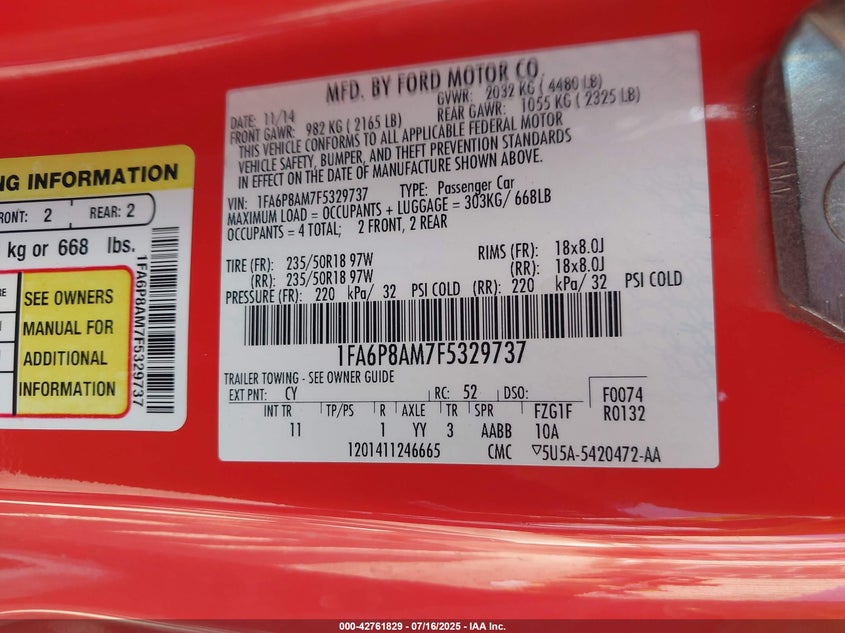 NG INFORMATION
RONT: 2 REAR: 2
kg or 668 lbs.
SEE OWNERS
MANUAL FOR
ADDITIONAL
INFORMATION
1FA6P8AM7F5329737
MFD. BY FORD MOTOR CO.
DATE: 11/14 GVWR: 2032 KG ( 4480 LB)
FRONT GAWR: 982 KG ( 2165 LB) REAR GAWR: 1055 KG ( 2325 LB)
THIS VEHICLE CONFORMS TO ALL APPLICABLE FEDERAL MOTOR
VEHICLE SAFETY, BUMPER, AND THEFT PREVENTION STANDARDS
IN EFFECT ON THE DATE OF MANUFACTURE SHOWN ABOVE.
VIN: 1FA6P8AM7F5329737 TYPE: Passenger Car
MAXIMUM LOAD = OCCUPANTS + LUGGAGE = 303KG/ 668LB
OCCUPANTS = 4 TOTAL; 2 FRONT, 2 REAR
TIRE (FR): 235/50R18 97W RIMS (FR): 18x8.0J
(RR): 235/50R18 97W (RR): 18x8.0J
PRESSURE (FR): 220 kPa/ 32 PSI COLD (RR): 220 kPa/ 32 PSI COLD
1FA6P8AM7F5329737
TRAILER TOWING - SEE OWNER GUIDE
EXT PNT: CY RC: 52 DSO: F0074
INT TR TP/PS R AXLE TR SPR FZG1F R0132
11 1 YY 3 AABB 10A
1201411246665 CMC ▽5U5A-5420472-AA
000-42761829 / 07/16/2025 - IAA Inc.